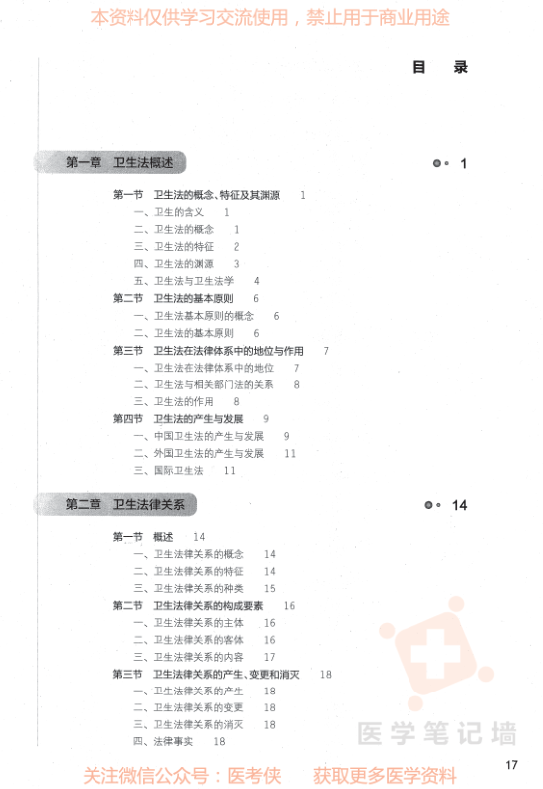 本资料仅供学习交流使用，禁止用于商业用途
目 录
第一章 卫生法概述 1
第一节 卫生法的概念、特征及其渊源 1
一、卫生的含义 1
二、卫生法的概念 1
三、卫生法的特征 2
四、卫生法的渊源 3
五、卫生法与卫生法学 4
第二节 卫生法的基本原则 6
一、卫生法基本原则的概念 6
二、卫生法的基本原则 6
第三节 卫生法在法律体系中的地位与作用 7
一、卫生法在法律体系中的地位 7
二、卫生法与相关部门法的关系 8
三、卫生法的作用 8
第四节 卫生法的产生与发展 9
一、中国卫生法的产生与发展 9
二、外国卫生法的产生与发展 11
三、国际卫生法 11
第二章 卫生法律关系 14
第一节 概述 14
一、卫生法律关系的概念 14
二、卫生法律关系的特征 14
三、卫生法律关系的种类 15
第二节 卫生法律关系的构成要素 16
一、卫生法律关系的主体 16
二、卫生法律关系的客体 16
三、卫生法律关系的内容 17
第三节 卫生法律关系的产生、变更和消灭 18
一、卫生法律关系的产生 18
二、卫生法律关系的变更 18
三、卫生法律关系的消灭 18
四、法律事实 18
医学笔记墙
17
关注微信公众号：医考侠 获取更多医学资料